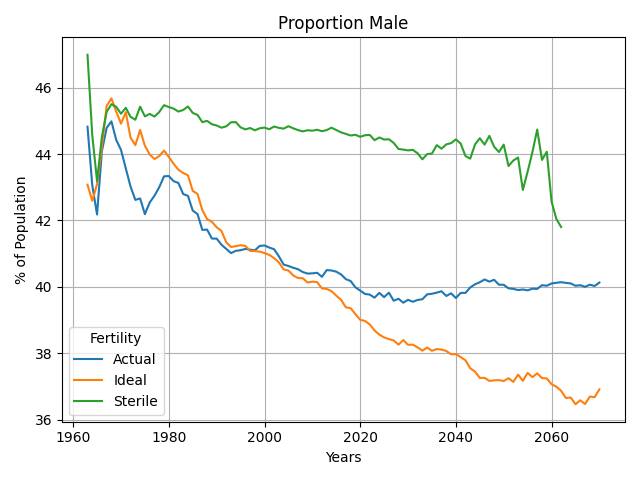 Proportion Male
% of Population
46
44
42
40
38
36
Fertility
Actual
Ideal
Sterile
1960 1980 2000 2020 2040 2060
Years